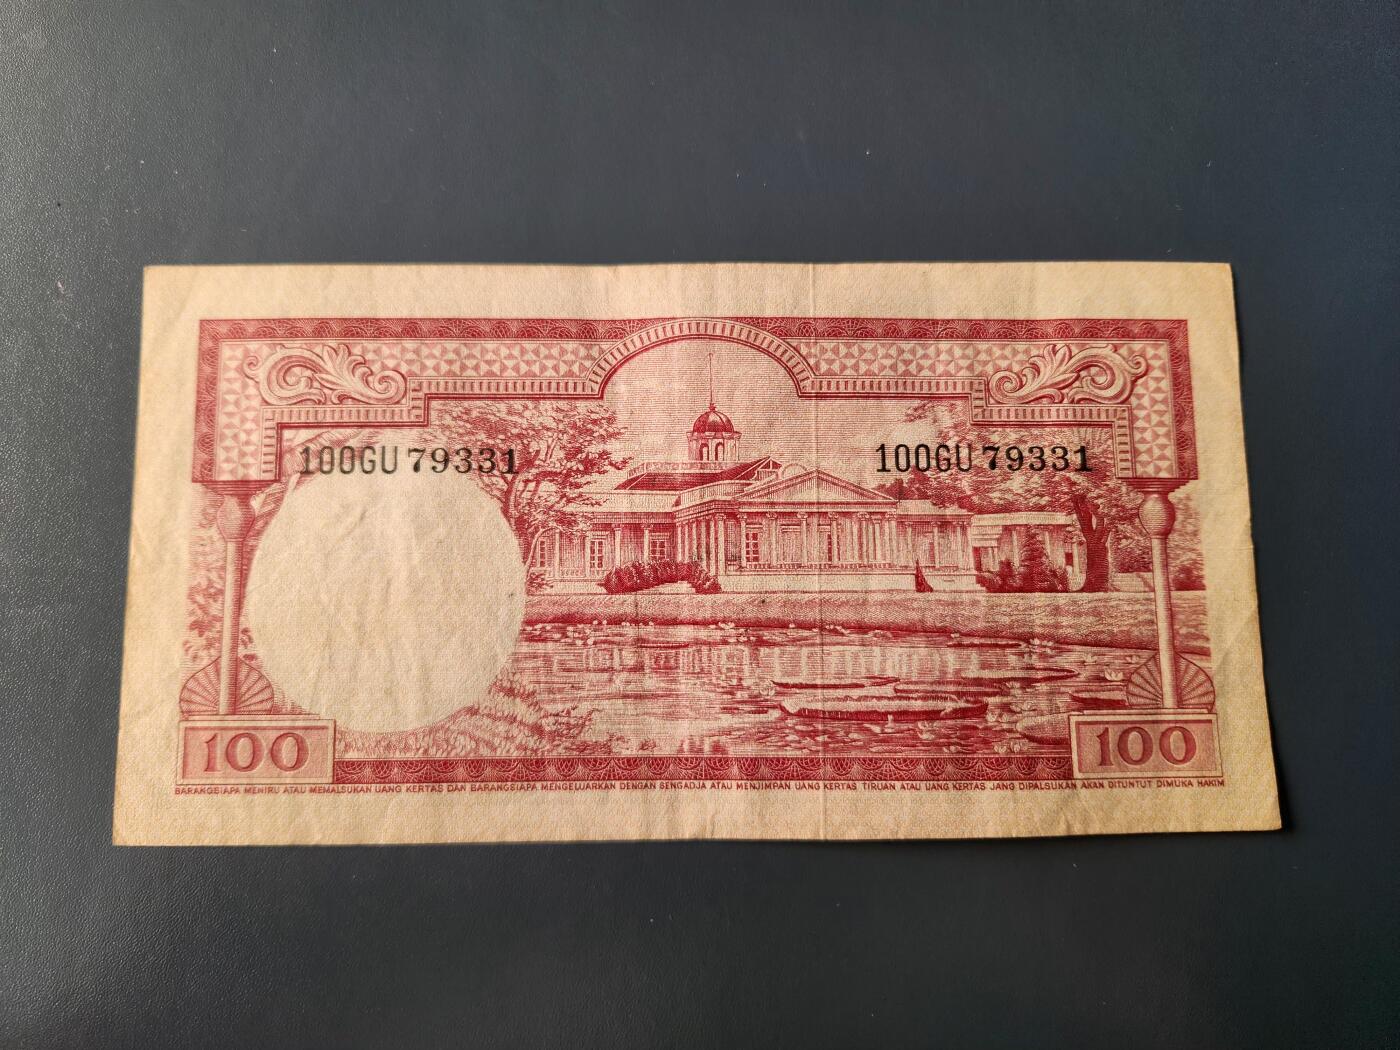 100GU 79331
100GU 79331
100
100
BARANGSIAPA MENIRU ATAU MEMALSUKAN UANG KERTAS DAN BARANGSIAPA MENGELUARKAN DENGAN SENGADJA ATAU MENJIMPAN UANG KERTAS TIRUAN ATAU UANG KERTAS JANG DIPALSUKAN AKAN DITUNTUT DIMUKA HAKIM